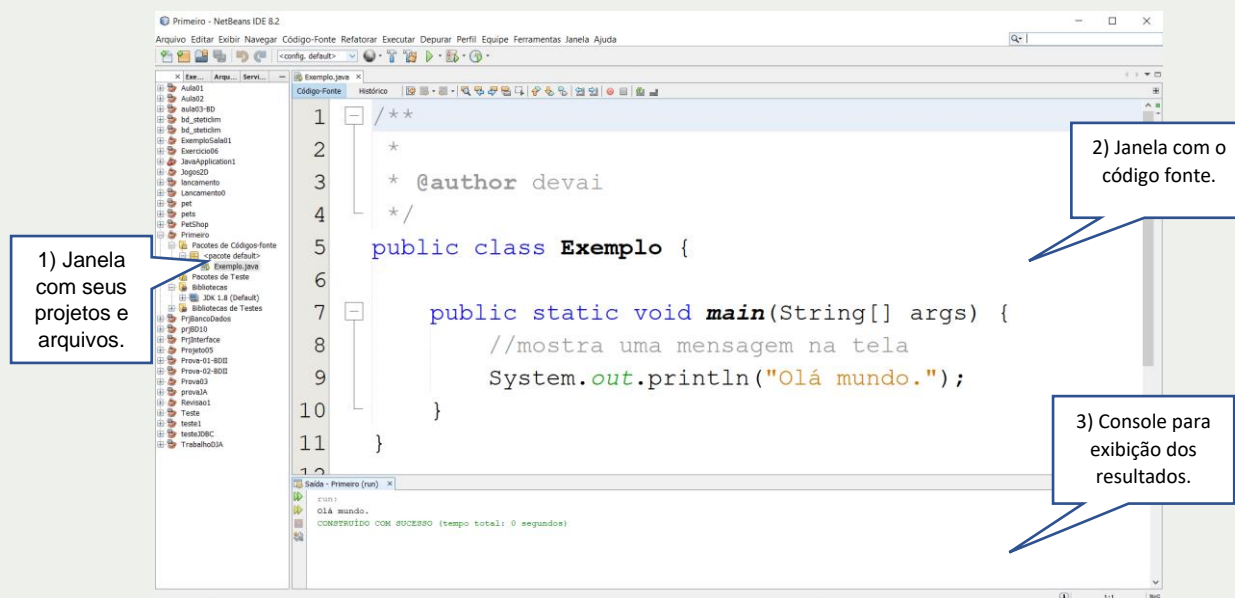 Primeiro - NetBeans IDE 8.2
Arquivo Editar Exibir Navegar Código-Fonte Refatorar Executar Depurar Perfil Equipe Ferramentas Janela Ajuda
<config. default>
Exe... Arqu... Servi...
Aula01
Aula02
aula03-BD
bd_steticlim
bd_steticlim
ExemploSala01
Exercicio06
JavaApplication1
Jogos2D
lancamento
Lancamento0
pet
pets
PetShop
Primeiro
Pacotes de Códigos-fonte
<pacote default>
Exemplo.java
Pacotes de Teste
Bibliotecas
JDK 1.8 (Default)
Bibliotecas de Testes
PrjBancoDados
prjBD10
PrjInterface
Projeto05
Prova-01-BDII
Prova-02-BDII
Prova03
provaJA
Revisao1
Teste
teste1
testeJDBC
TrabalhoDJA
1) Janela
com seus
projetos e
arquivos.
Exemplo.java
Código-Fonte Histórico
1 /**
2 *
3 * @author devai
4 */
5 public class Exemplo {
6
7 public static void main(String[] args) {
8 //mostra uma mensagem na tela
9 System.out.println("Olá mundo.");
10 }
11 }
12
2) Janela com o
código fonte.
3) Console para
exibição dos
resultados.
Saída - Primeiro (run)
run:
Olá mundo.
CONSTRUÍDO COM SUCESSO (tempo total: 0 segundos)
1:1 INS